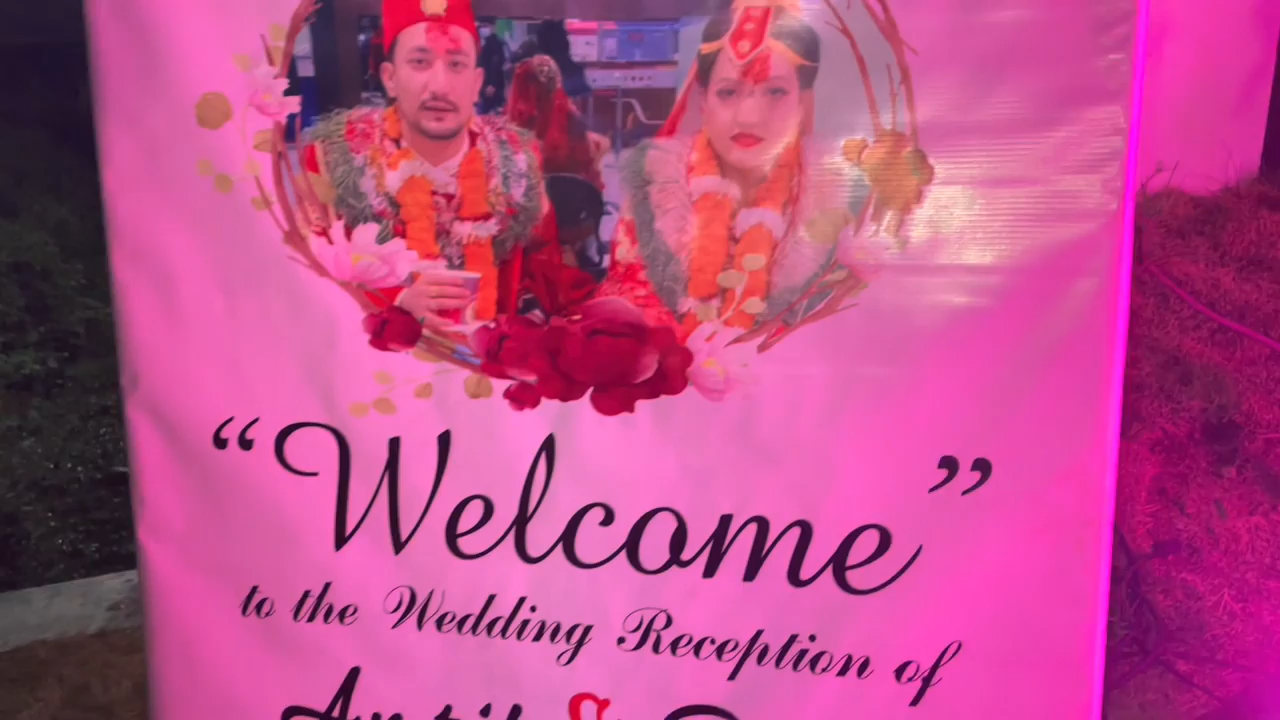 “Welcome”
to the Wedding Reception of
&